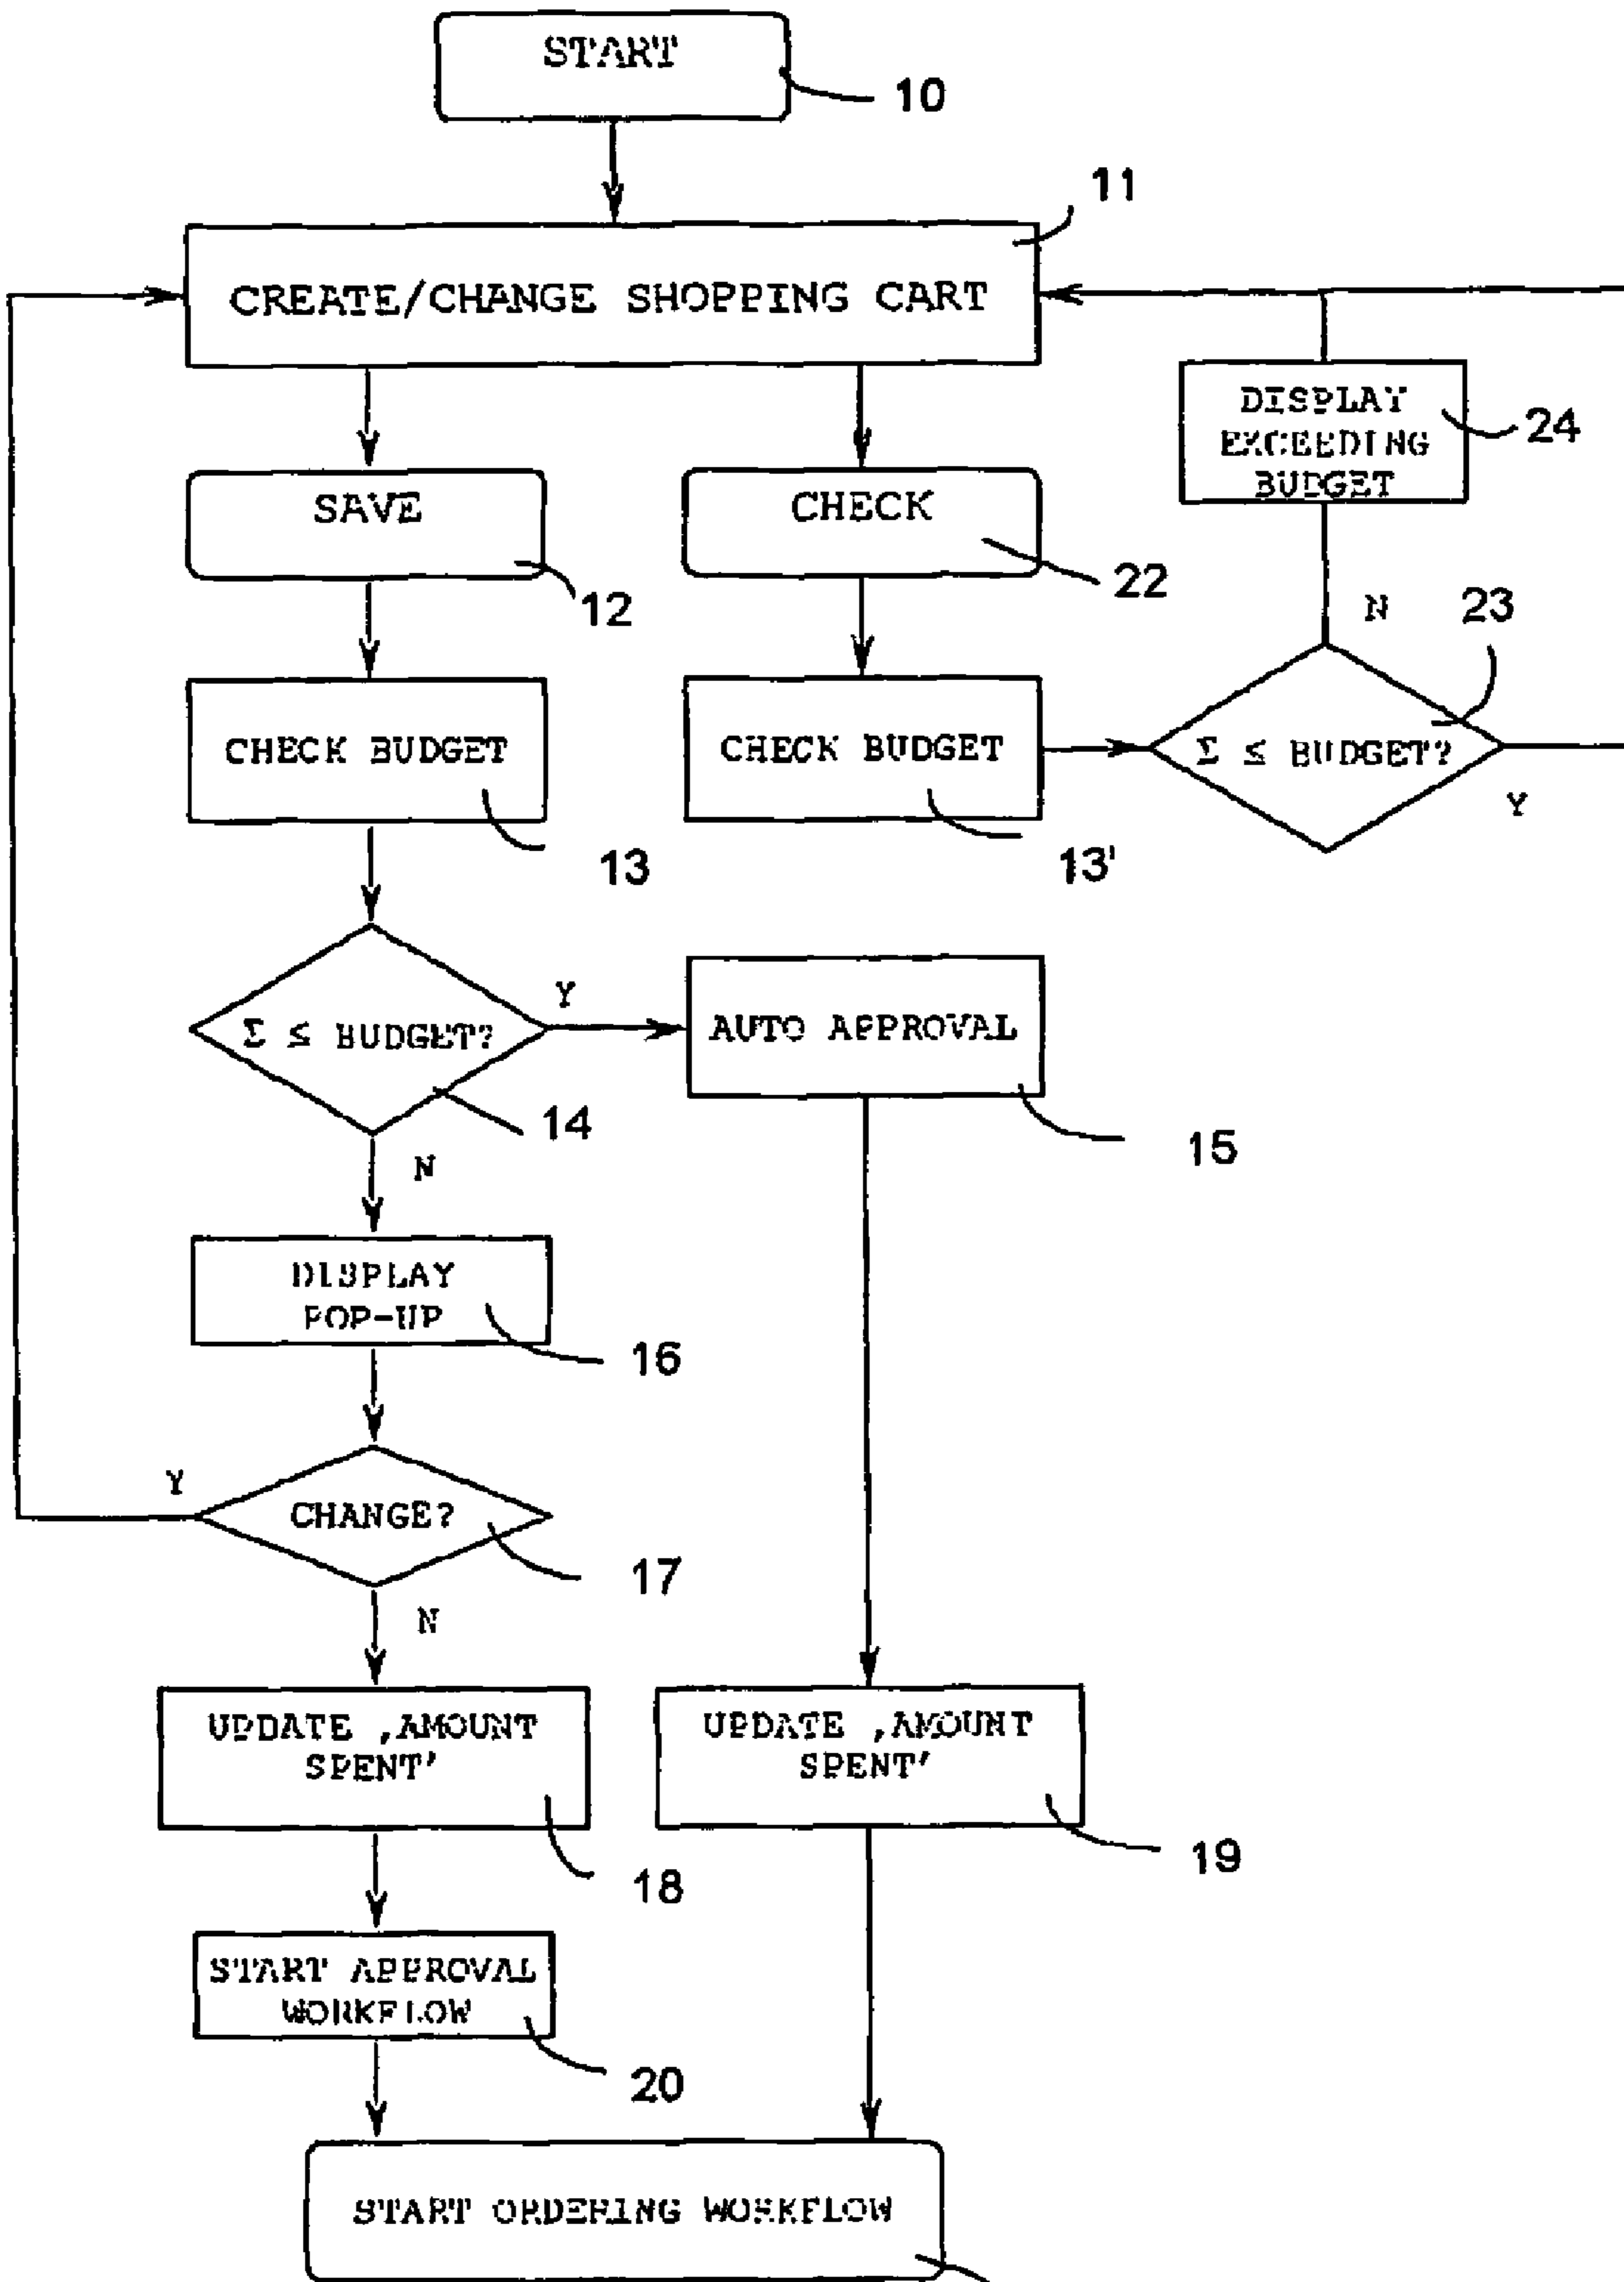 START
10
11
CREATE/CHANGE SHOPPING CART
DISPLAY
EXCEEDING
BUDGET
24
SAVE
12
CHECK
22
N
23
CHECK BUDGET
13
CHECK BUDGET
13'
Σ ≤ BUDGET?
Y
Σ ≤ BUDGET?
Y
14
AUTO APPROVAL
15
N
DISPLAY
POP-UP
16
Y
CHANGE?
17
N
UPDATE ,AMOUNT
SPENT'
18
UPDATE ,AMOUNT
SPENT'
19
START APPROVAL
WORKFLOW
20
START ORDERING WORKFLOW